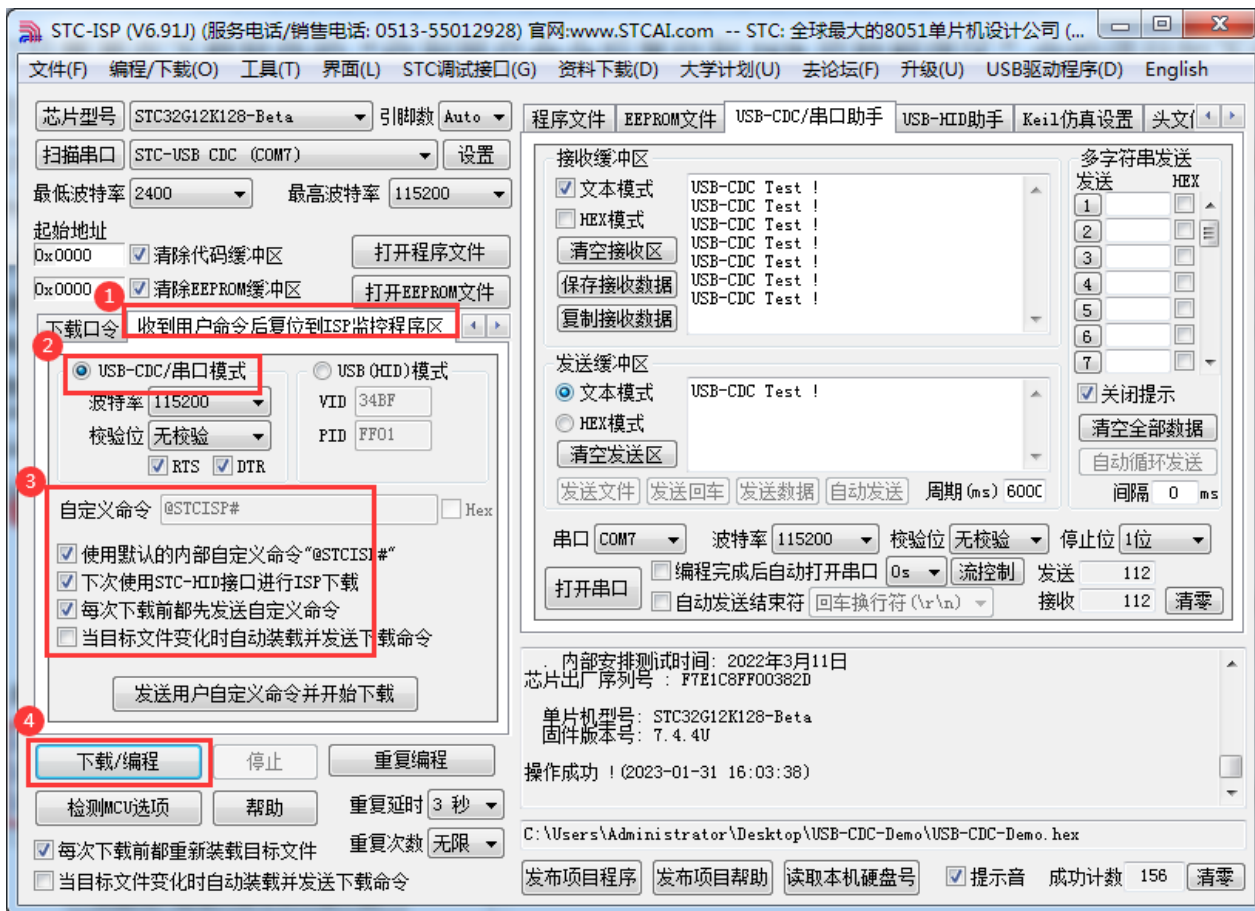 STC-ISP (V6.91J) (服务电话/销售电话: 0513-55012928) 官网:www.STCAI.com -- STC: 全球最大的8051单片机设计公司 (...
文件(F) 编程/下载(O) 工具(T) 界面(L) STC调试接口(G) 资料下载(D) 大学计划(U) 去论坛(F) 升级(U) USB驱动程序(D) English
芯片型号 STC32G12K128-Beta 引脚数 Auto
扫描串口 STC-USB CDC (COM7) 设置
最低波特率 2400 最高波特率 115200
起始地址
0x0000 清除代码缓冲区 打开程序文件
0x0000 清除EEPROM缓冲区 打开EEPROM文件
1
下载口令 收到用户命令后复位到ISP监控程序区
2
USB-CDC/串口模式 USB(HID)模式
波特率 115200 VID 34BF
校验位 无校验 PID FF01
RTS DTR
3
自定义命令 @STCISP# Hex
使用默认的内部自定义命令"@STCISP#"
下次使用STC-HID接口进行ISP下载
每次下载前都先发送自定义命令
当目标文件变化时自动装载并发送下载命令
发送用户自定义命令并开始下载
4
下载/编程 停止 重复编程
检测MCU选项 帮助 重复延时 3 秒
每次下载前都重新装载目标文件 重复次数 无限
当目标文件变化时自动装载并发送下载命令
程序文件 EEPROM文件 USB-CDC/串口助手 USB-HID助手 Keil仿真设置
接收缓冲区
文本模式
HEX模式
清空接收区
保存接收数据
复制接收数据
USB-CDC Test !
USB-CDC Test !
USB-CDC Test !
USB-CDC Test !
USB-CDC Test !
USB-CDC Test !
USB-CDC Test !
发送缓冲区
文本模式
HEX模式
清空发送区
USB-CDC Test !
发送文件 发送回车 发送数据 自动发送 周期(ms)
多字符串发送
发送 HEX
1
2
3
4
5
6
7
关闭提示
清空全部数据
自动循环发送
间隔 0 ms
串口 COM7 波特率 115200 校验位 无校验 停止位 1位
打开串口 编程完成后自动打开串口 0s 流控制 发送 112
自动发送结束符 回车换行符(\r\n) 接收 112 清零
. 内部安排测试时间: 2022年3月11日
芯片出厂序列号 : F7E1C8FF00382D
单片机型号: STC32G12K128-Beta
固件版本号: 7.4.4U
操作成功 !(2023-01-31 16:03:38)
C:\Users\Administrator\Desktop\USB-CDC-Demo\USB-CDC-Demo.hex
发布项目程序 发布项目帮助 读取本机硬盘号 提示音 成功计数 156 清零